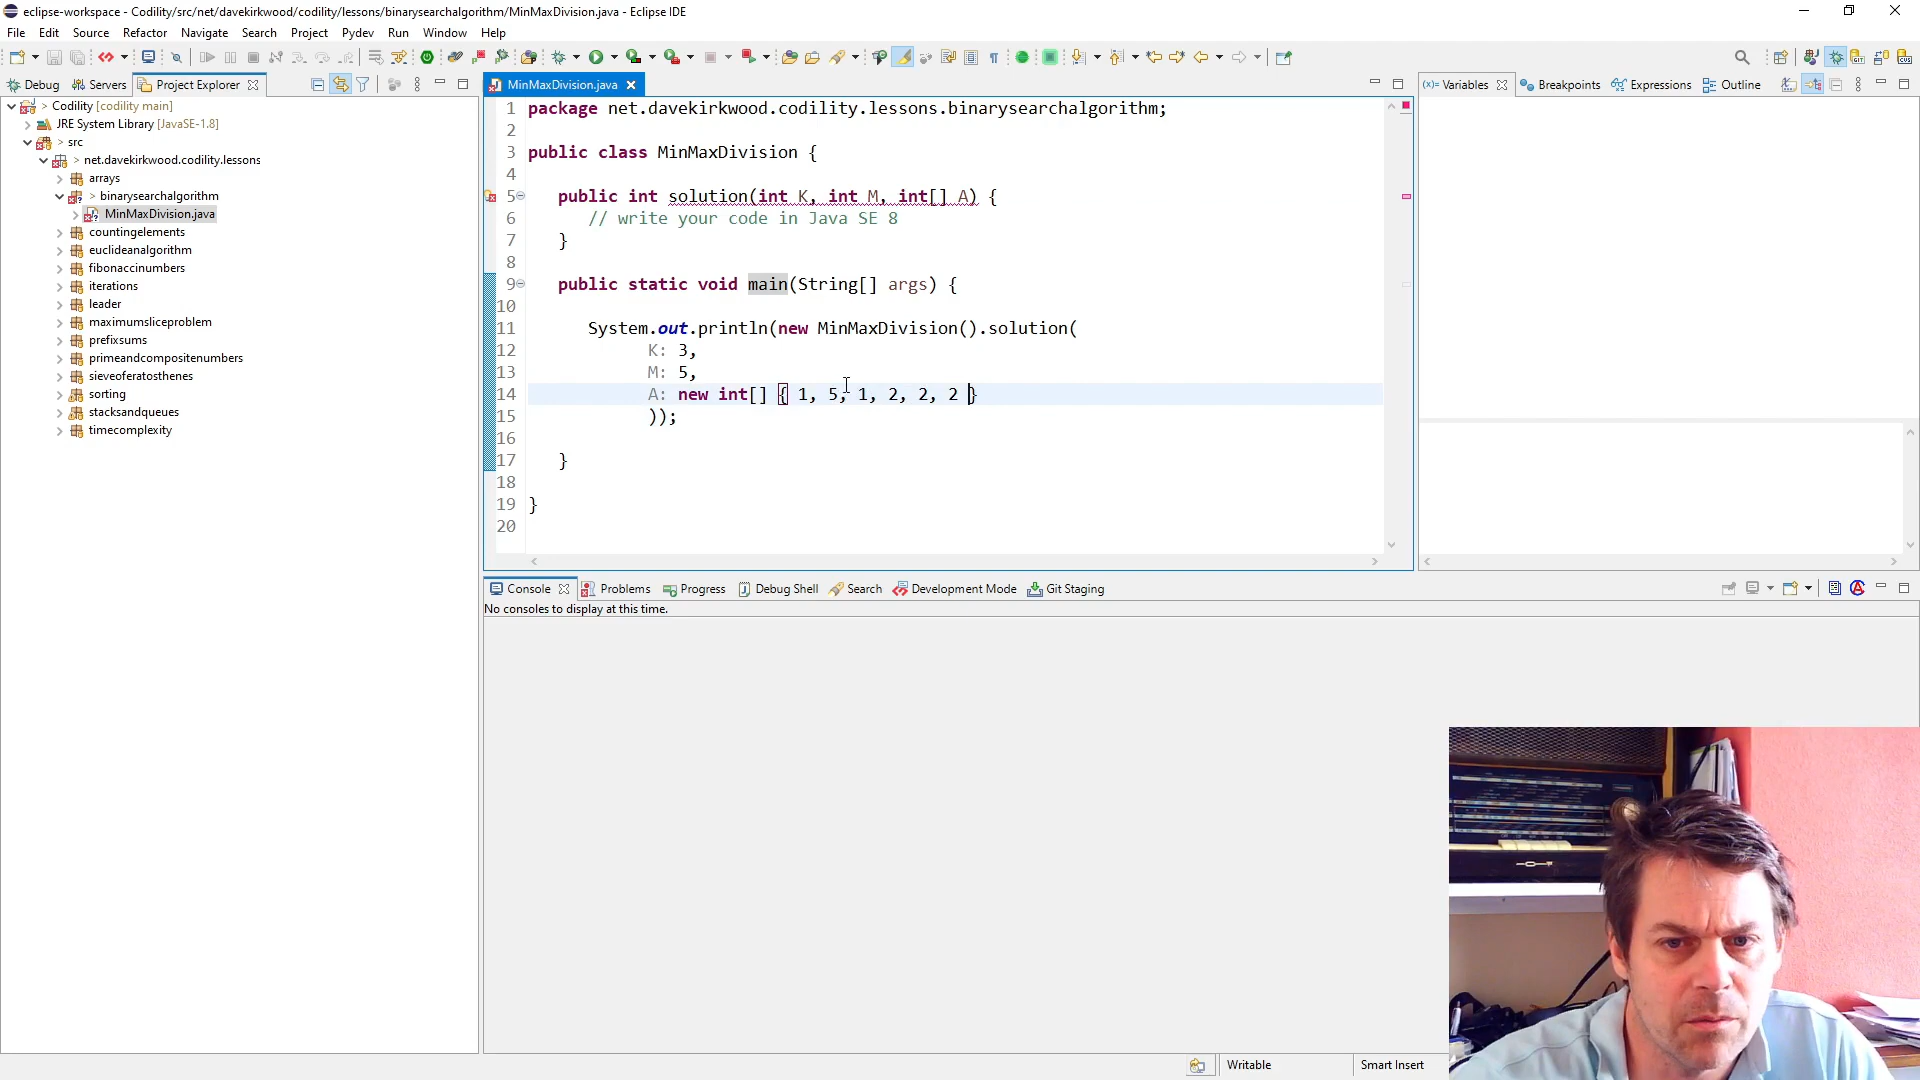 eclipse-workspace - Codility/src/net/davekirkwood/codility/lessons/binarysearchalgorithm/MinMaxDivision.java - Eclipse IDE
File Edit Source Refactor Navigate Search Project Pydev Run Window Help
Debug Servers Project Explorer
Codility [codility main]
JRE System Library [JavaSE-1.8]
> src
> net.davekirkwood.codility.lessons
arrays
> binarysearchalgorithm
MinMaxDivision.java
countingelements
euclideanalgorithm
fibonaccinumbers
iterations
leader
maximumsliceproblem
prefixsums
primeandcompositenumbers
sieveoferatosthenes
sorting
stacksandqueues
timecomplexity
MinMaxDivision.java
1 package net.davekirkwood.codility.lessons.binarysearchalgorithm;
2
3 public class MinMaxDivision {
4
5 public int solution(int K, int M, int[] A) {
6 // write your code in Java SE 8
7 }
8
9 public static void main(String[] args) {
10
11 System.out.println(new MinMaxDivision().solution(
12 K: 3,
13 M: 5,
14 A: new int[] { 1, 5, 1, 2, 2, 2 }
15 ));
16
17 }
18
19 }
20
(x)= Variables Breakpoints Expressions Outline
Console Problems Progress Debug Shell Search Development Mode Git Staging
No consoles to display at this time.
Writable Smart Insert